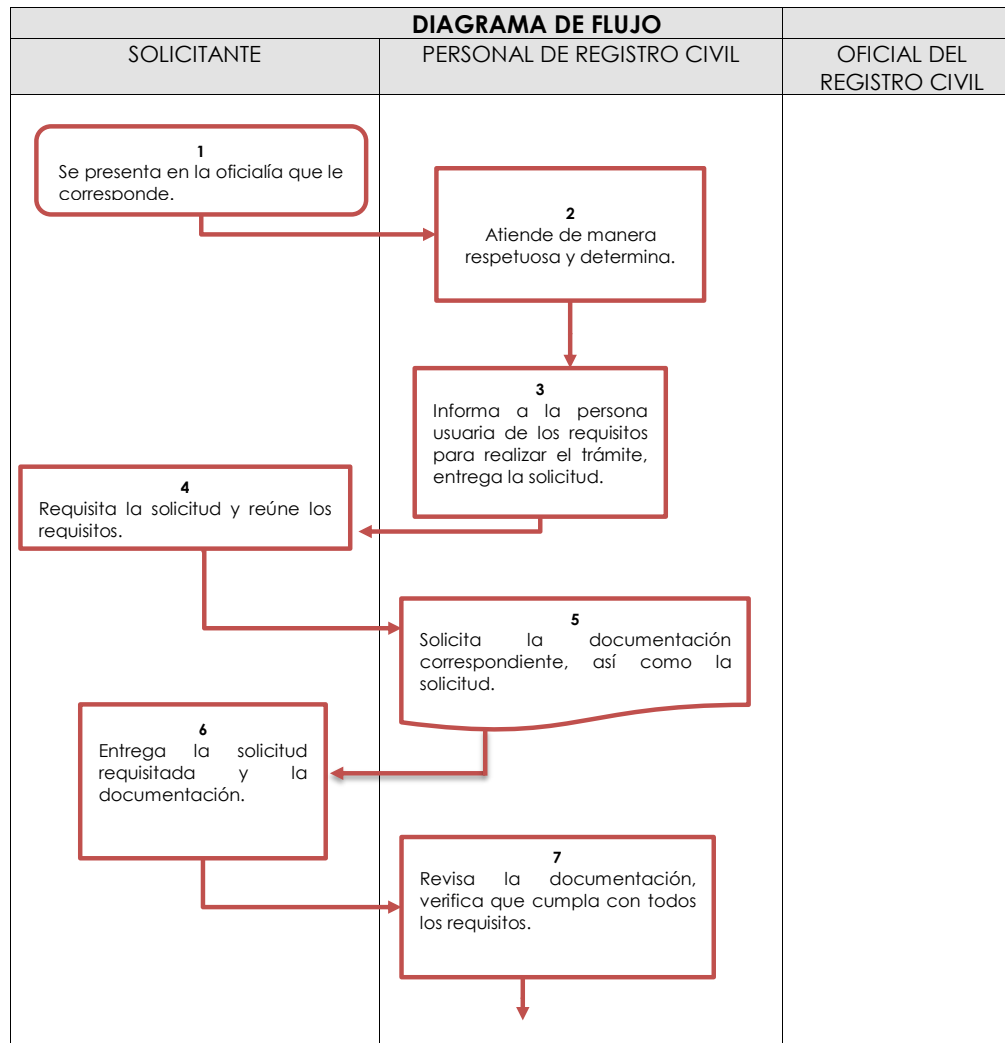 DIAGRAMA DE FLUJO
SOLICITANTE
PERSONAL DE REGISTRO CIVIL
OFICIAL DEL
REGISTRO CIVIL
1
Se presenta en la oficialía que le
corresponde.
2
Atiende de manera
respetuosa y determina.
3
Informa a la persona
usuaria de los requisitos
para realizar el trámite,
entrega la solicitud.
4
Requisita la solicitud y reúne los
requisitos.
5
Solicita la documentación
correspondiente, así como la
solicitud.
6
Entrega la solicitud
requisitada y la
documentación.
7
Revisa la documentación,
verifica que cumpla con todos
los requisitos.